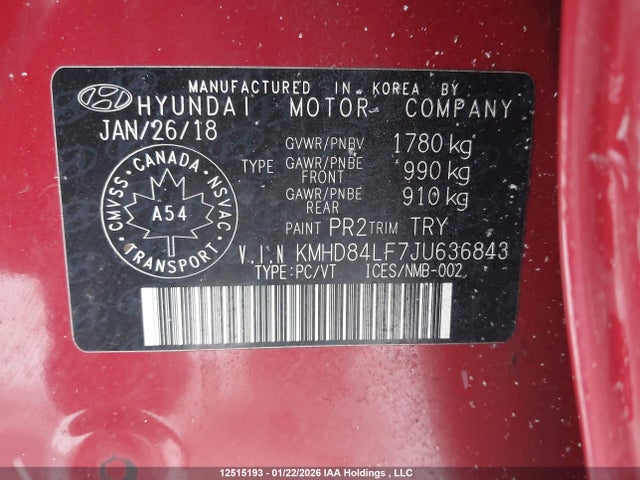 MANUFACTURED IN KOREA BY
HYUNDAI MOTOR COMPANY
JAN/26/18
CANADA
CMVSS
NSVAC
TRANSPORT
A54
TYPE
GVWR/PNBV 1780 kg
GAWR/PNBE FRONT 990 kg
GAWR/PNBE REAR 910 kg
PAINT PR2 TRIM TRY
V.I.N KMHD84LF7JU636843
TYPE:PC/VT ICES/NMB-002
12515193 - 01/22/2026 IAA Holdings , LLC